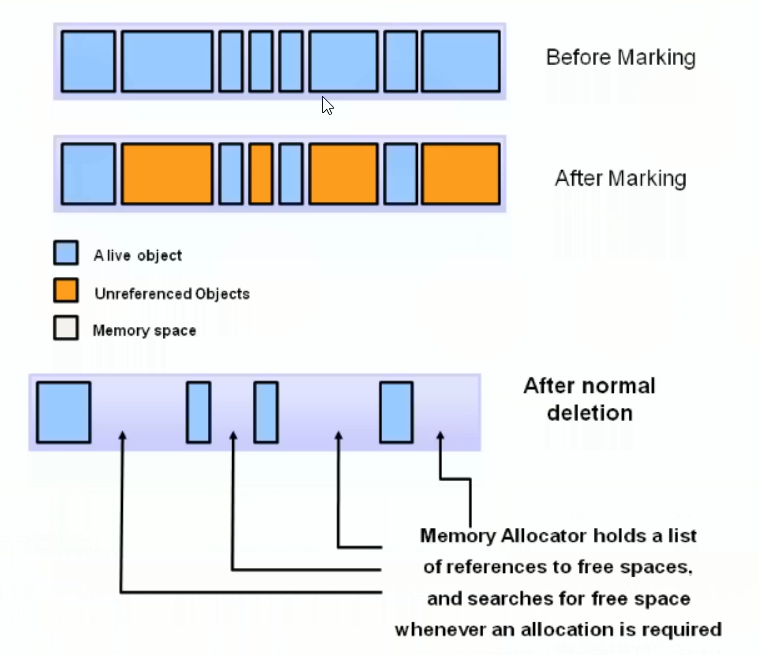 Before Marking
After Marking
Alive object
Unreferenced Objects
Memory space
After normal
deletion
Memory Allocator holds a list
of references to free spaces,
and searches for free space
whenever an allocation is required